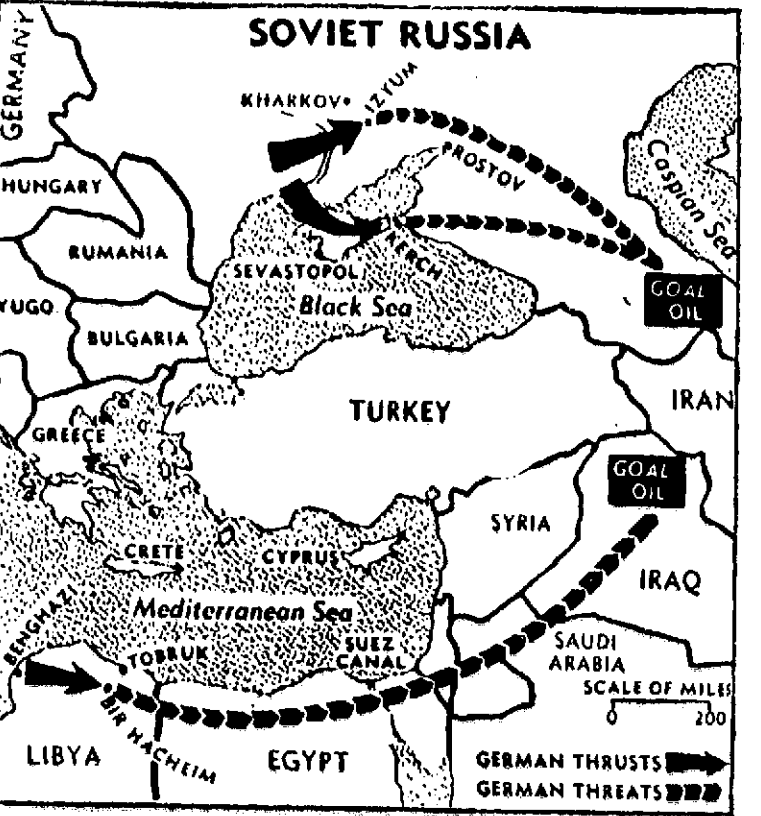 SOVIET RUSSIA
GERMANY
KHARKOV
IZYUM
PROSTOV
Caspian Sea
HUNGARY
RUMANIA
SEVASTOPOL
KERCH
GOAL
OIL
YUGO
BULGARIA
Black Sea
TURKEY
IRAN
GREECE
GOAL
OIL
SYRIA
CRETE
CYPRUS
IRAQ
Mediterranean Sea
BENGHAZI
TOBRUK
SUEZ
CANAL
SAUDI
ARABIA
SCALE OF MILES
0 200
BIR HACHEIM
LIBYA
EGYPT
GERMAN THRUSTS
GERMAN THREATS